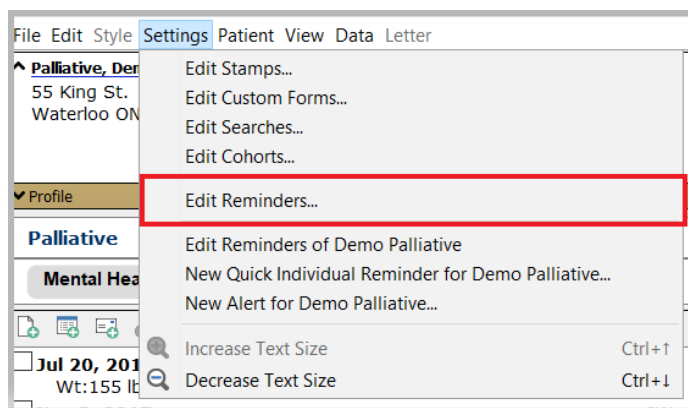 File Edit Style Settings Patient View Data Letter
Palliative, Dem
55 King St.
Waterloo ON
Profile
Palliative
Mental Hea
Jul 20, 201
Wt:155 lb
Edit Stamps...
Edit Custom Forms...
Edit Searches...
Edit Cohorts...
Edit Reminders...
Edit Reminders of Demo Palliative
New Quick Individual Reminder for Demo Palliative...
New Alert for Demo Palliative...
Increase Text Size Ctrl+↑
Decrease Text Size Ctrl+↓